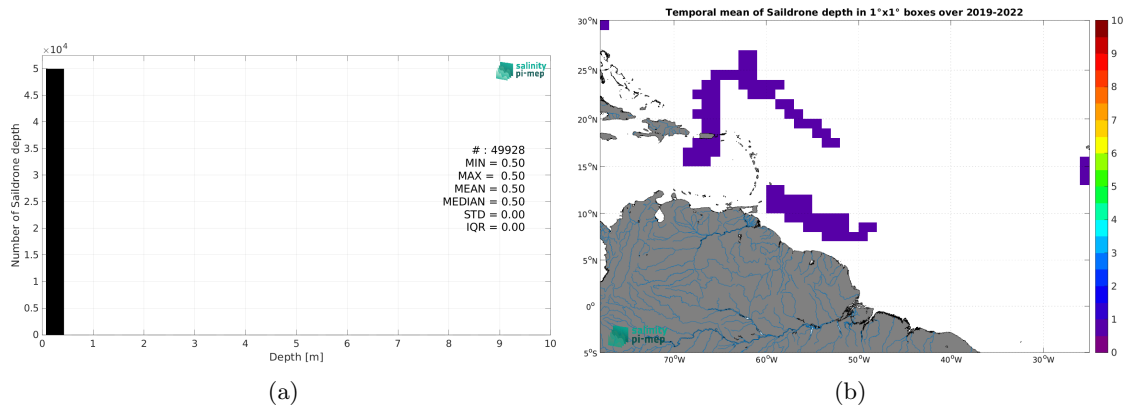 ×10⁴
5
4.5
4
3.5
3
2.5
2
1.5
1
0.5
0
Number of Saildrone depth
salinity
pi-mep
# : 49928
MIN = 0.50
MAX = 0.50
MEAN = 0.50
MEDIAN = 0.50
STD = 0.00
IQR = 0.00
0 1 2 3 4 5 6 7 8 9 10
Depth [m]
(a)
Temporal mean of Saildrone depth in 1°x1° boxes over 2019-2022
30°N
25°N
20°N
15°N
10°N
5°N
0°
5°S
70°W 60°W 50°W 40°W 30°W
salinity
pi-mep
10
9
8
7
6
5
4
3
2
1
0
(b)